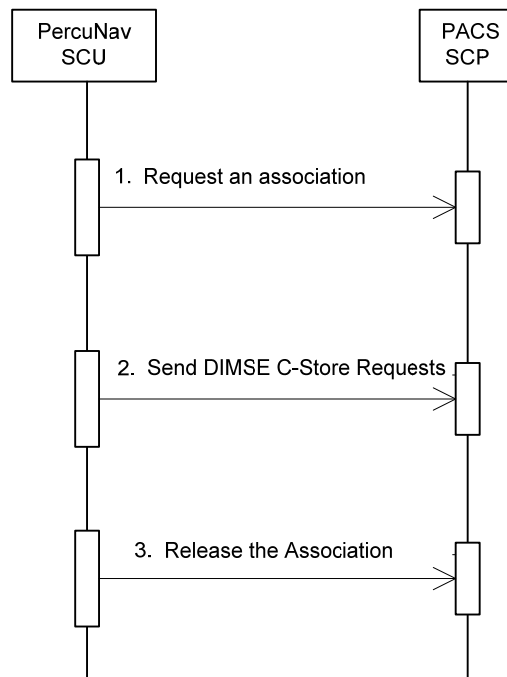 PercuNav
SCU
PACS
SCP
1. Request an association
2. Send DIMSE C-Store Requests
3. Release the Association